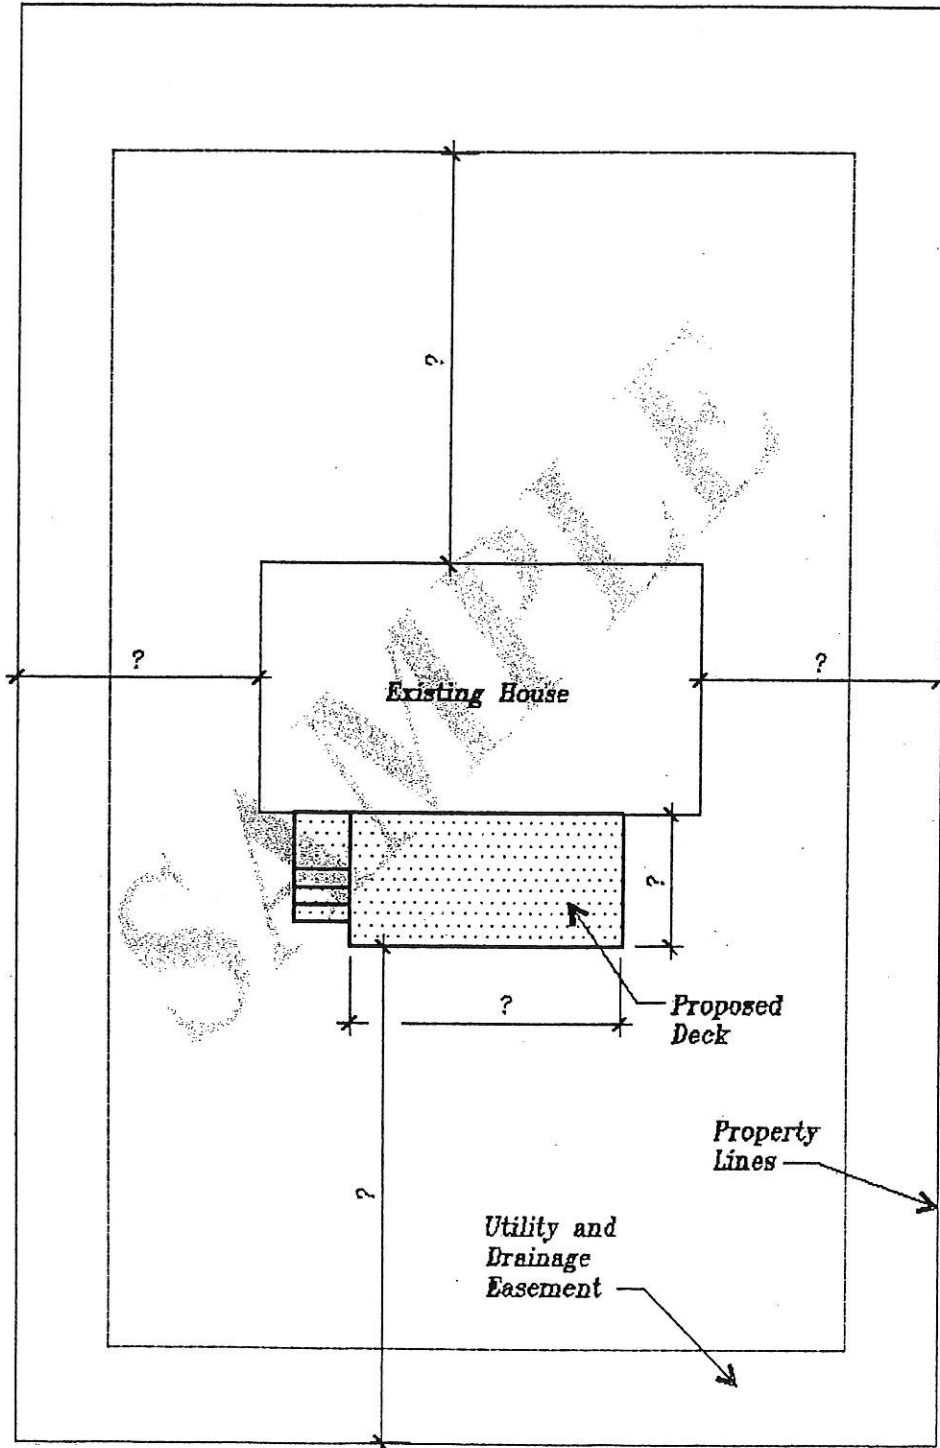 ?
SAMPLE
?
?
Existing House
?
?
Proposed
Deck
Property
Lines
?
Utility and
Drainage
Easement